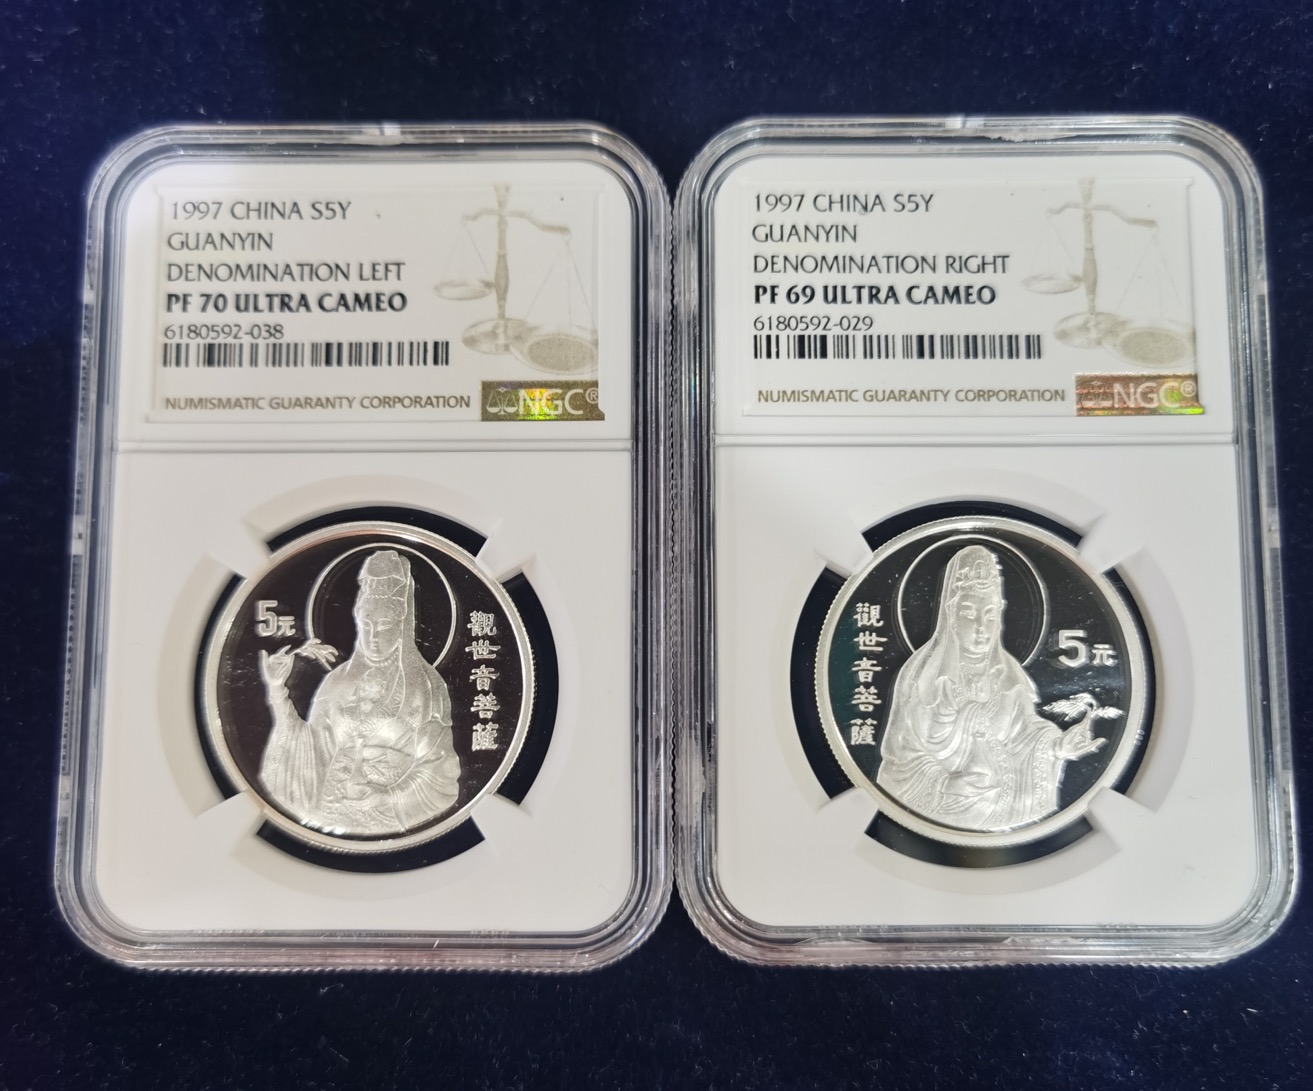 1997 CHINA S5Y
GUANYIN
DENOMINATION LEFT
PF 70 ULTRA CAMEO
6180592-038
NUMISMATIC GUARANTY CORPORATION
NGC®
5元
觀世音菩薩
1997 CHINA S5Y
GUANYIN
DENOMINATION RIGHT
PF 69 ULTRA CAMEO
6180592-029
NUMISMATIC GUARANTY CORPORATION
NGC®
觀世音菩薩
5元